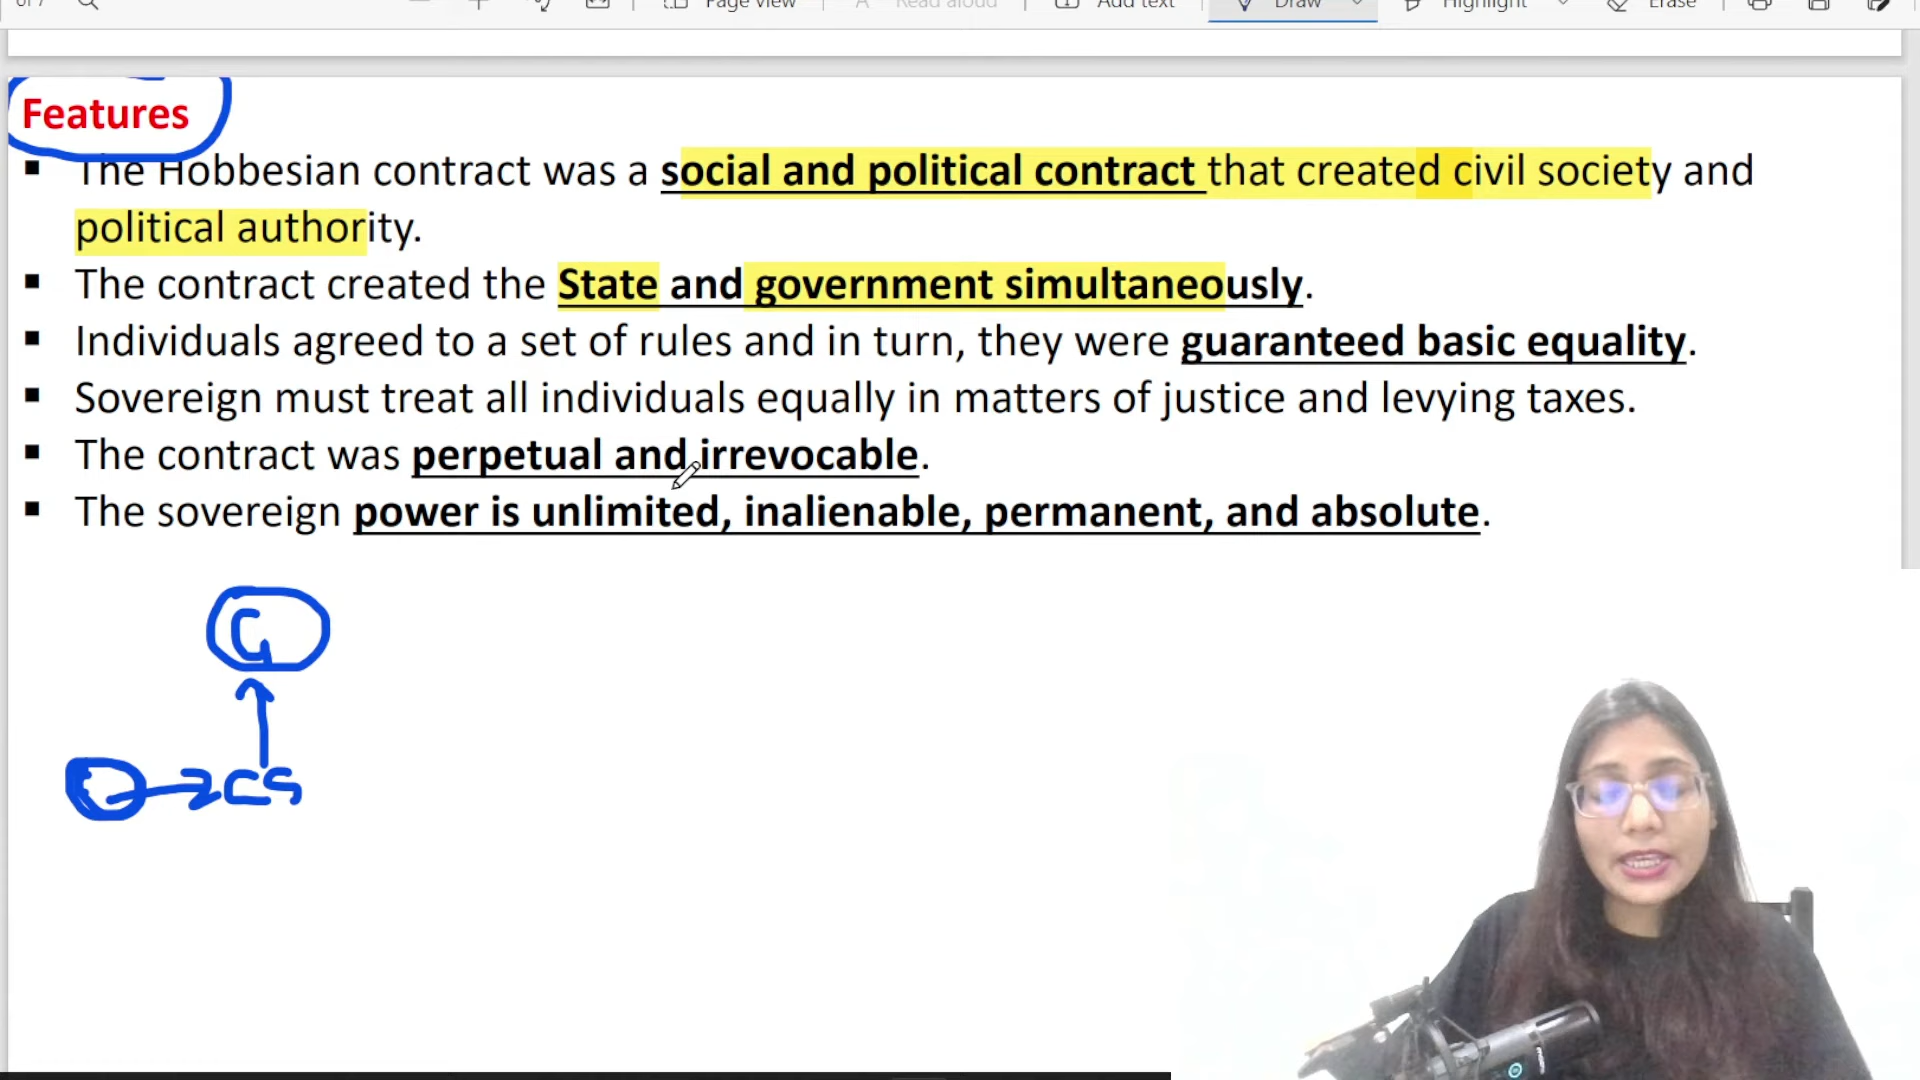 Page view
Read aloud
Add text
Draw
Highlight
Erase
Features
The Hobbesian contract was a social and political contract that created civil society and
political authority.
The contract created the State and government simultaneously.
Individuals agreed to a set of rules and in turn, they were guaranteed basic equality.
Sovereign must treat all individuals equally in matters of justice and levying taxes.
The contract was perpetual and irrevocable.
The sovereign power is unlimited, inalienable, permanent, and absolute.
G
CS